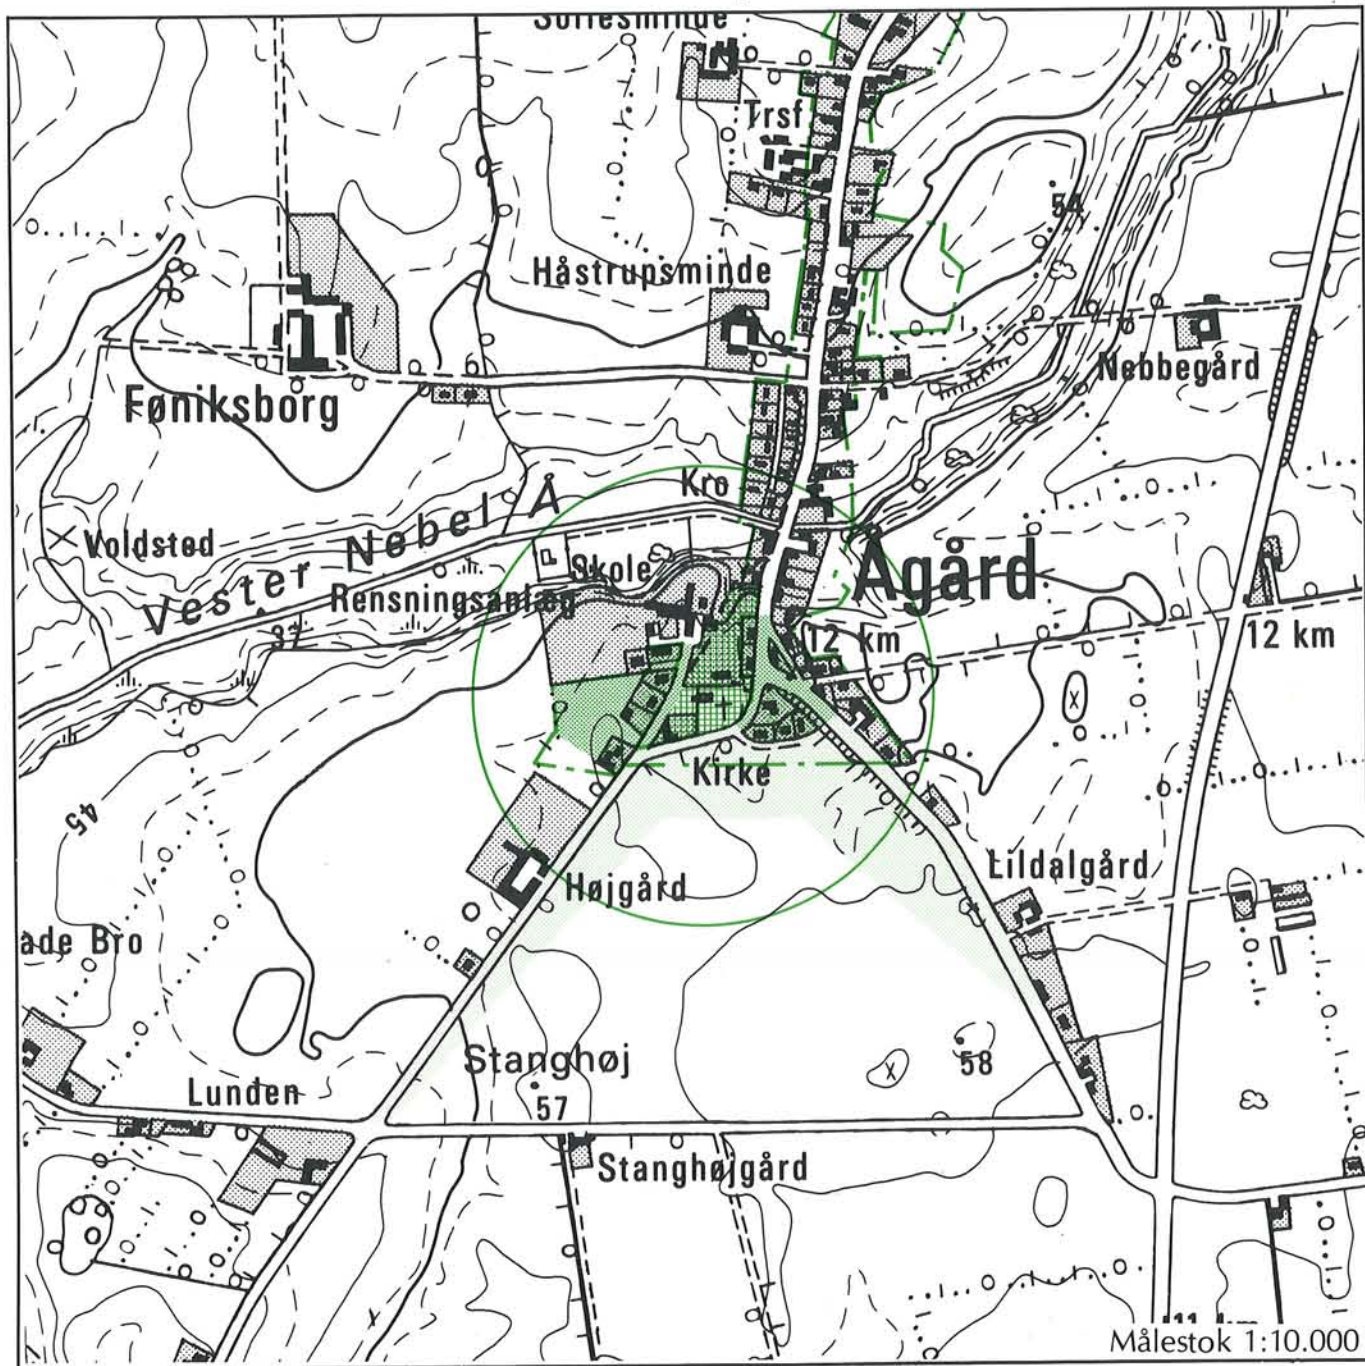 Trsf
54
Håstrupsminde
Nebbegård
Føniksborg
Kro
Voldsted
Vester Nebel Å
Skole
Ågård
Rensningsanlæg
37
12 km
12 km
Kirke
45
Lildalgård
Højgård
ade Bro
Stanghøj
58
57
Lunden
Stanghøjgård
Målestok 1:10.000